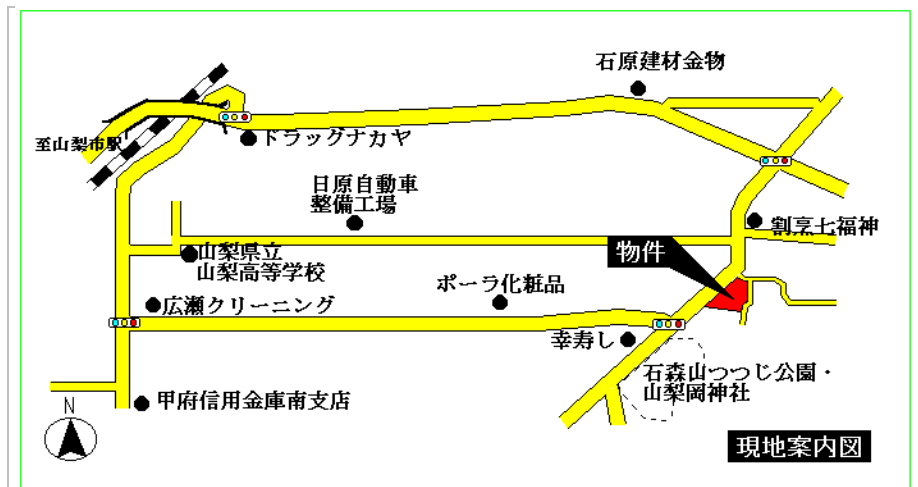 石原建材金物
至山梨市駅
ドラッグナカヤ
日原自動車
整備工場
割烹七福神
物件
山梨県立
山梨高等学校
ポーラ化粧品
広瀬クリーニング
幸寿し
石森山つつじ公園・
山梨岡神社
甲府信用金庫南支店
N
現地案内図